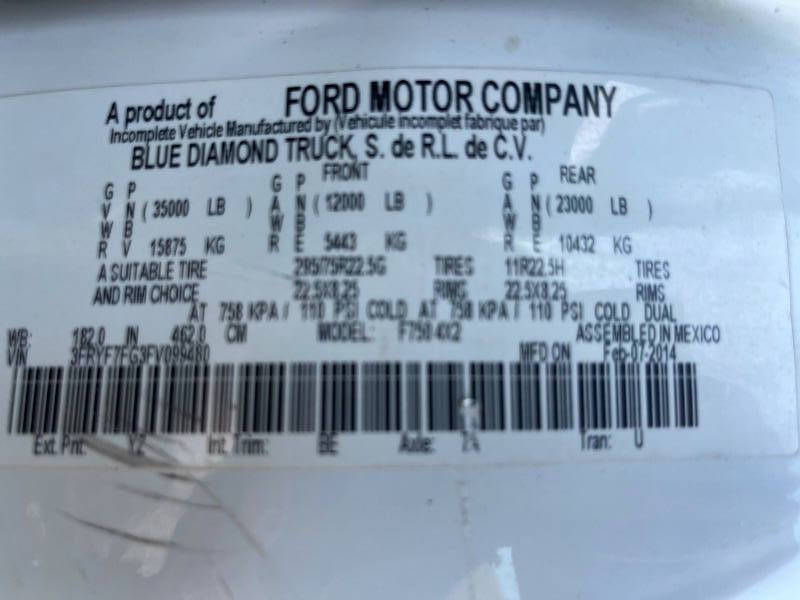 A product of FORD MOTOR COMPANY
Incomplete Vehicle Manufactured by (Vehicule incomplet fabrique par)
BLUE DIAMOND TRUCK, S. de R.L. de C.V.
FRONT REAR
G P G P G P
V N ( 35000 LB ) A N ( 12000 LB ) A N ( 23000 LB )
W B W B W B
R V 15875 KG R E 5443 KG R E 10432 KG
A SUITABLE TIRE 295/75R22.5G TIRES 11R22.5H TIRES
AND RIM CHOICE 22.5X8.25 RIMS 22.5X8.25 RIMS
AT 758 KPA / 110 PSI COLD AT 758 KPA / 110 PSI COLD DUAL
WB: 182.0 IN 462.0 CM MODEL: F750 4X2 ASSEMBLED IN MEXICO
VIN 3FRYF7FG3FV099480 MFD ON Feb-07-2014
Ext. Pnt: YZ Int. Trim: BE Axle: Tran: U